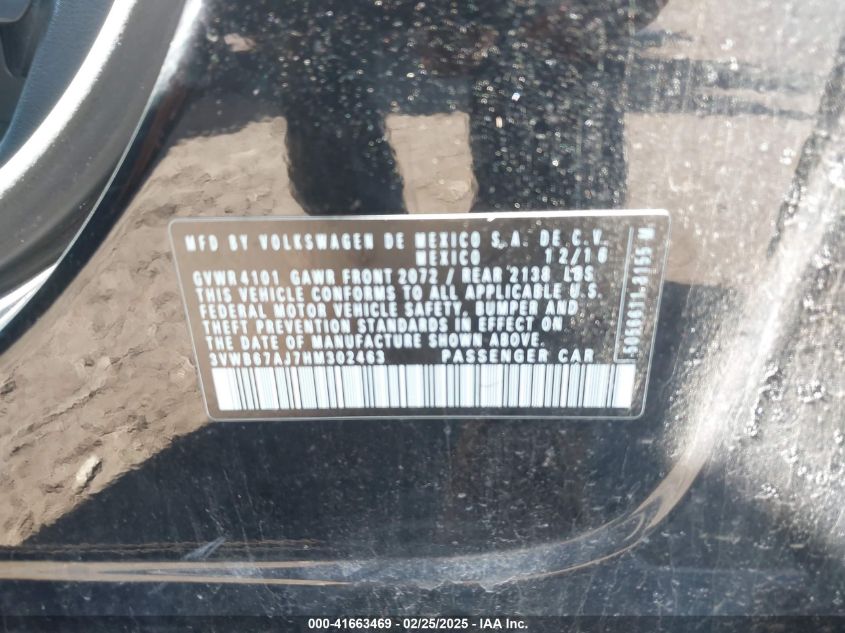 MFD BY VOLKSWAGEN DE MEXICO S.A. DE C.V.
MEXICO 12/16
GVWR 4101 GAWR FRONT 2072 / REAR 2138 LBS
THIS VEHICLE CONFORMS TO ALL APPLICABLE U.S.
FEDERAL MOTOR VEHICLE SAFETY, BUMPER AND
THEFT PREVENTION STANDARDS IN EFFECT ON
THE DATE OF MANUFACTURE SHOWN ABOVE.
3VWB67AJ7HM302463 PASSENGER CAR
000-41663469 - 02/25/2025 - IAA Inc.